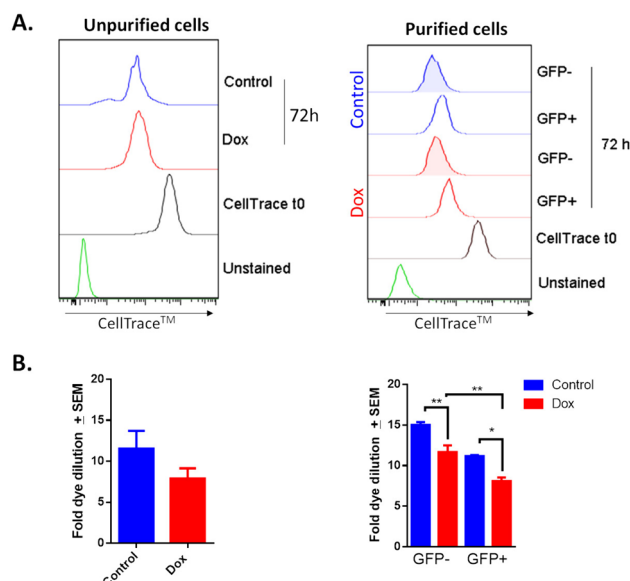 A.
Unpurified cells
Control
Dox
72h
CellTrace t0
Unstained
CellTrace™
Purified cells
Control
Dox
GFP-
GFP+
GFP-
GFP+
72 h
CellTrace t0
Unstained
CellTrace™
B.
Fold dye dilution ± SEM
20
15
10
5
0
Control
Dox
Fold dye dilution ± SEM
20
15
10
5
0
**
**
*
GFP-
GFP+
Control
Dox